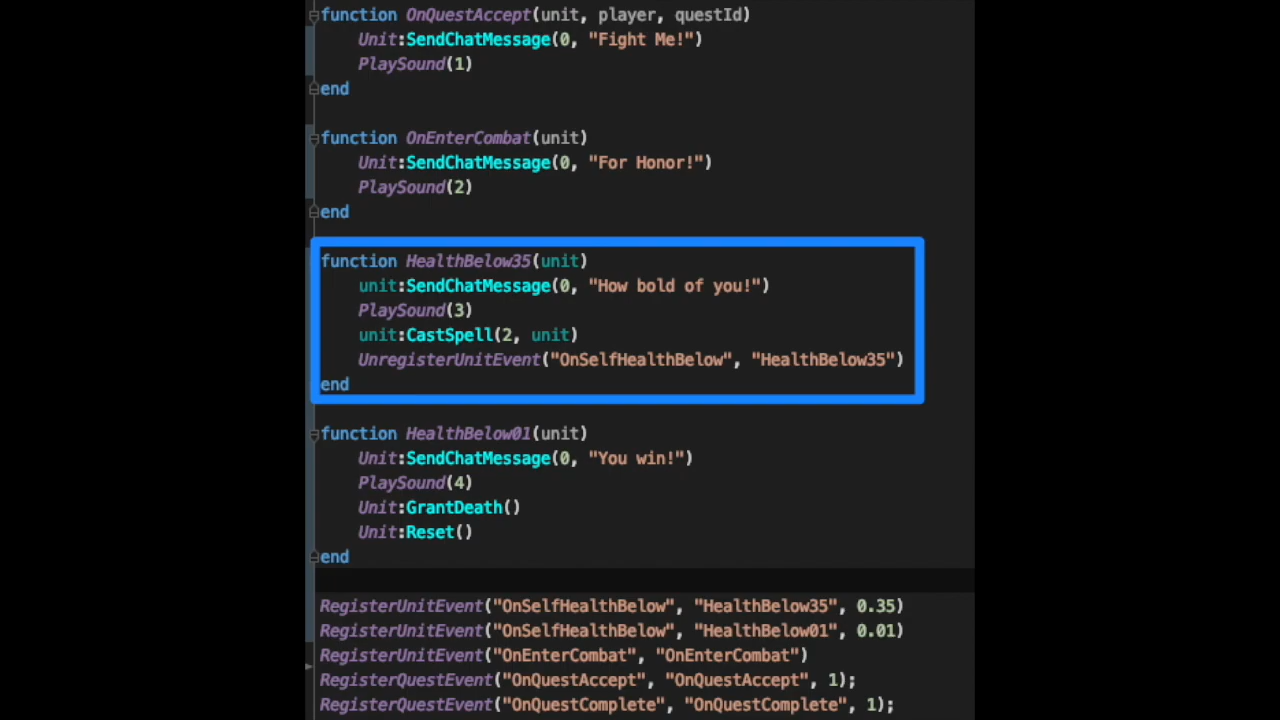 function OnQuestAccept(unit, player, questId)
Unit:SendChatMessage(0, "Fight Me!")
PlaySound(1)
end
function OnEnterCombat(unit)
Unit:SendChatMessage(0, "For Honor!")
PlaySound(2)
end
function HealthBelow35(unit)
unit:SendChatMessage(0, "How bold of you!")
PlaySound(3)
unit:CastSpell(2, unit)
UnregisterUnitEvent("OnSelfHealthBelow", "HealthBelow35")
end
function HealthBelow01(unit)
Unit:SendChatMessage(0, "You win!")
PlaySound(4)
Unit:GrantDeath()
Unit:Reset()
end
RegisterUnitEvent("OnSelfHealthBelow", "HealthBelow35", 0.35)
RegisterUnitEvent("OnSelfHealthBelow", "HealthBelow01", 0.01)
RegisterUnitEvent("OnEnterCombat", "OnEnterCombat")
RegisterQuestEvent("OnQuestAccept", "OnQuestAccept", 1);
RegisterQuestEvent("OnQuestComplete", "OnQuestComplete", 1);